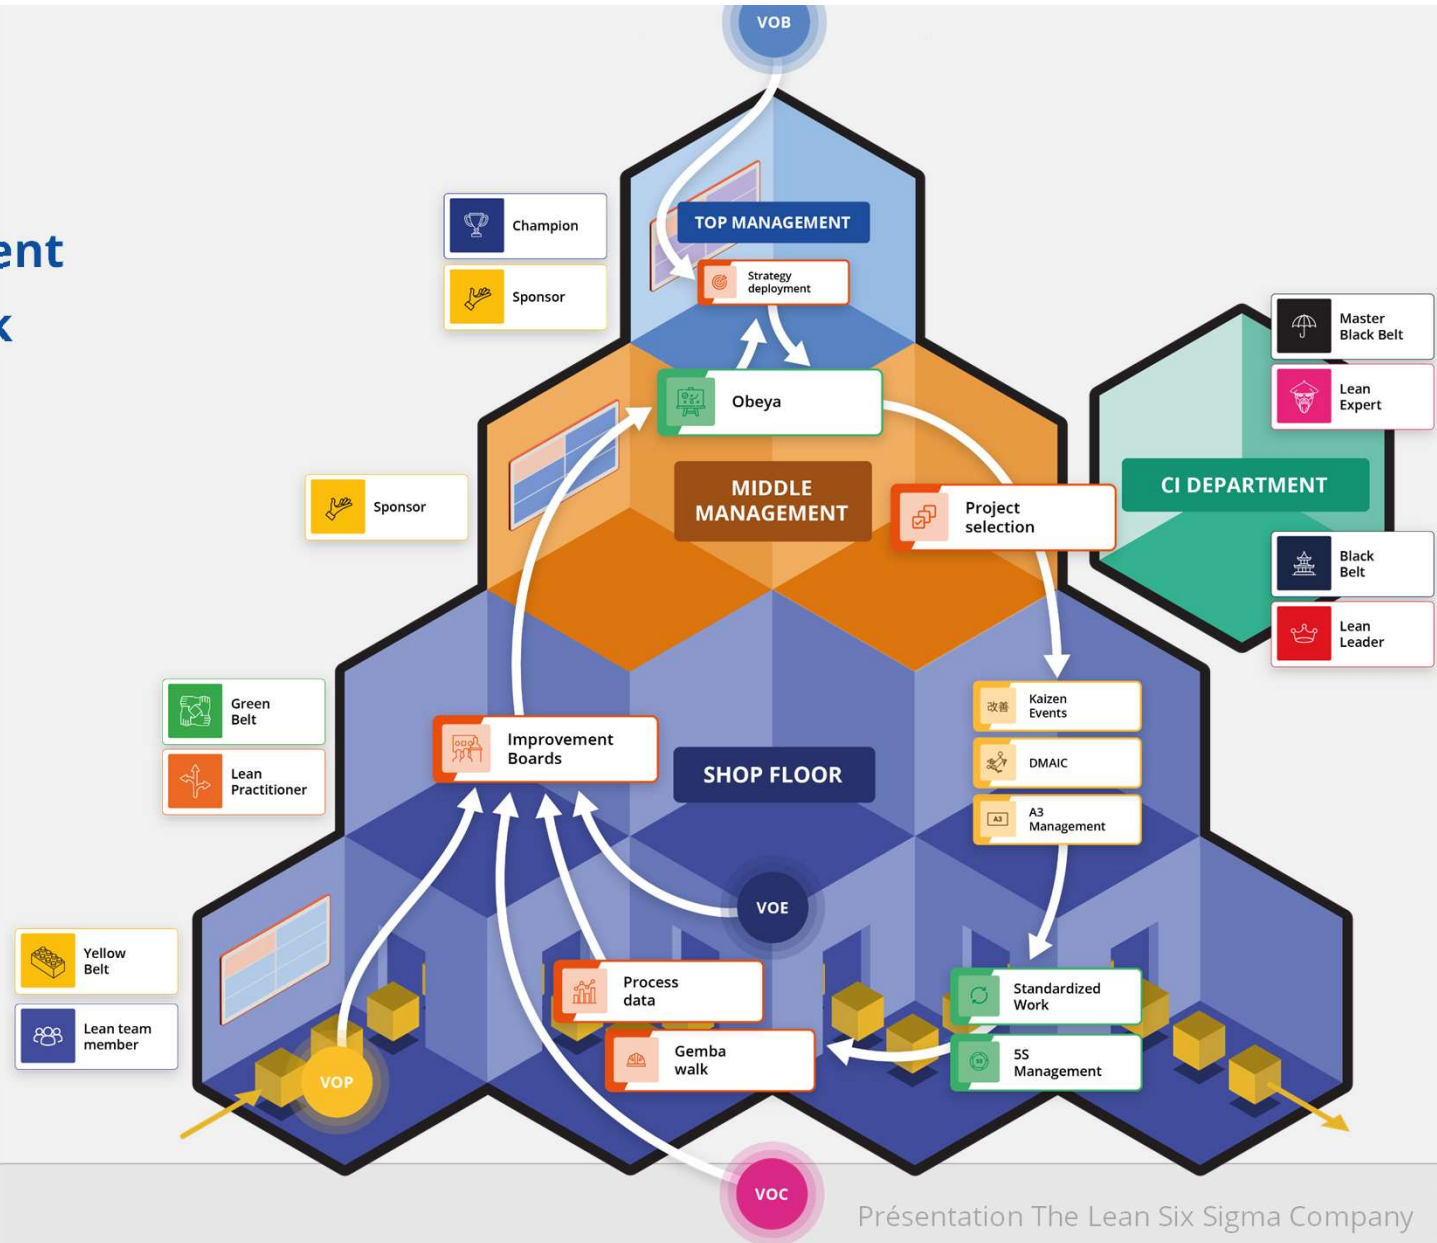 VOB
ent
k
Champion
Sponsor
TOP MANAGEMENT
Strategy
deployment
Obeya
MIDDLE
MANAGEMENT
Sponsor
Project
selection
CI DEPARTMENT
Master
Black Belt
Lean
Expert
Black
Belt
Lean
Leader
Green
Belt
Lean
Practitioner
Improvement
Boards
SHOP FLOOR
改善
Kaizen
Events
DMAIC
A3
A3
Management
VOE
Yellow
Belt
Lean team
member
VOP
Process
data
Gemba
walk
Standardized
Work
5S
5S
Management
VOC
Présentation The Lean Six Sigma Company